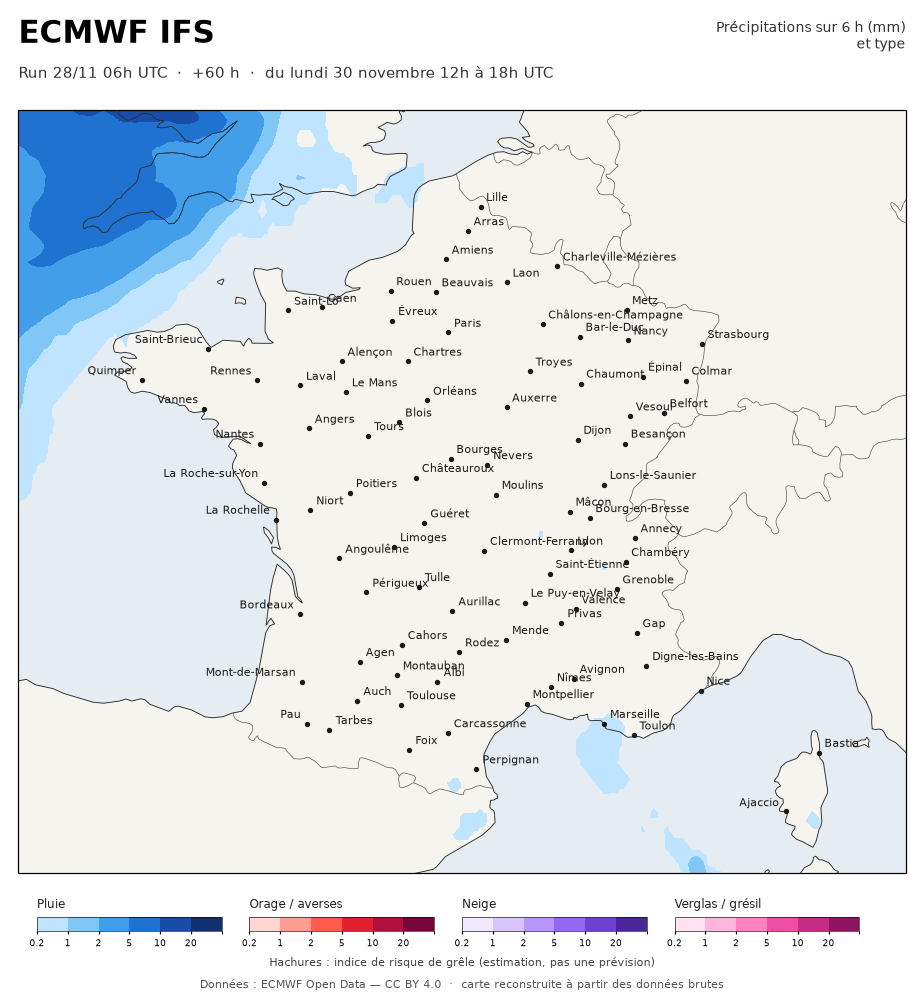 ECMWF IFS
Précipitations sur 6 h (mm)
et type
Run 28/11 06h UTC · +60 h · du lundi 30 novembre 12h à 18h UTC
Lille
Arras
Amiens
Charleville-Mézières
Laon
Rouen
Beauvais
Saint-Lô
Caen
Metz
Évreux
Châlons-en-Champagne
Paris
Bar-le-Duc
Nancy
Strasbourg
Saint-Brieuc
Alençon
Chartres
Troyes
Épinal
Quimper
Rennes
Laval
Le Mans
Chaumont
Colmar
Orléans
Vannes
Auxerre
Vesoul
Belfort
Blois
Angers
Tours
Nantes
Dijon
Besançon
Bourges
Nevers
La Roche-sur-Yon
Châteauroux
Lons-le-Saunier
Poitiers
Moulins
Niort
La Rochelle
Mâcon
Bourg-en-Bresse
Guéret
Annecy
Limoges
Clermont-Ferrand
Lyon
Angoulême
Chambéry
Saint-Étienne
Tulle
Périgueux
Grenoble
Le Puy-en-Velay
Valence
Bordeaux
Aurillac
Privas
Gap
Mende
Cahors
Rodez
Agen
Digne-les-Bains
Mont-de-Marsan
Montauban
Albi
Avignon
Nîmes
Nice
Auch
Toulouse
Montpellier
Pau
Tarbes
Marseille
Toulon
Carcassonne
Foix
Bastia
Perpignan
Ajaccio
Pluie
Orage / averses
Neige
Verglas / grésil
0.2 1 2 5 10 20
0.2 1 2 5 10 20
0.2 1 2 5 10 20
0.2 1 2 5 10 20
Hachures : indice de risque de grêle (estimation, pas une prévision)
Données : ECMWF Open Data — CC BY 4.0 · carte reconstruite à partir des données brutes